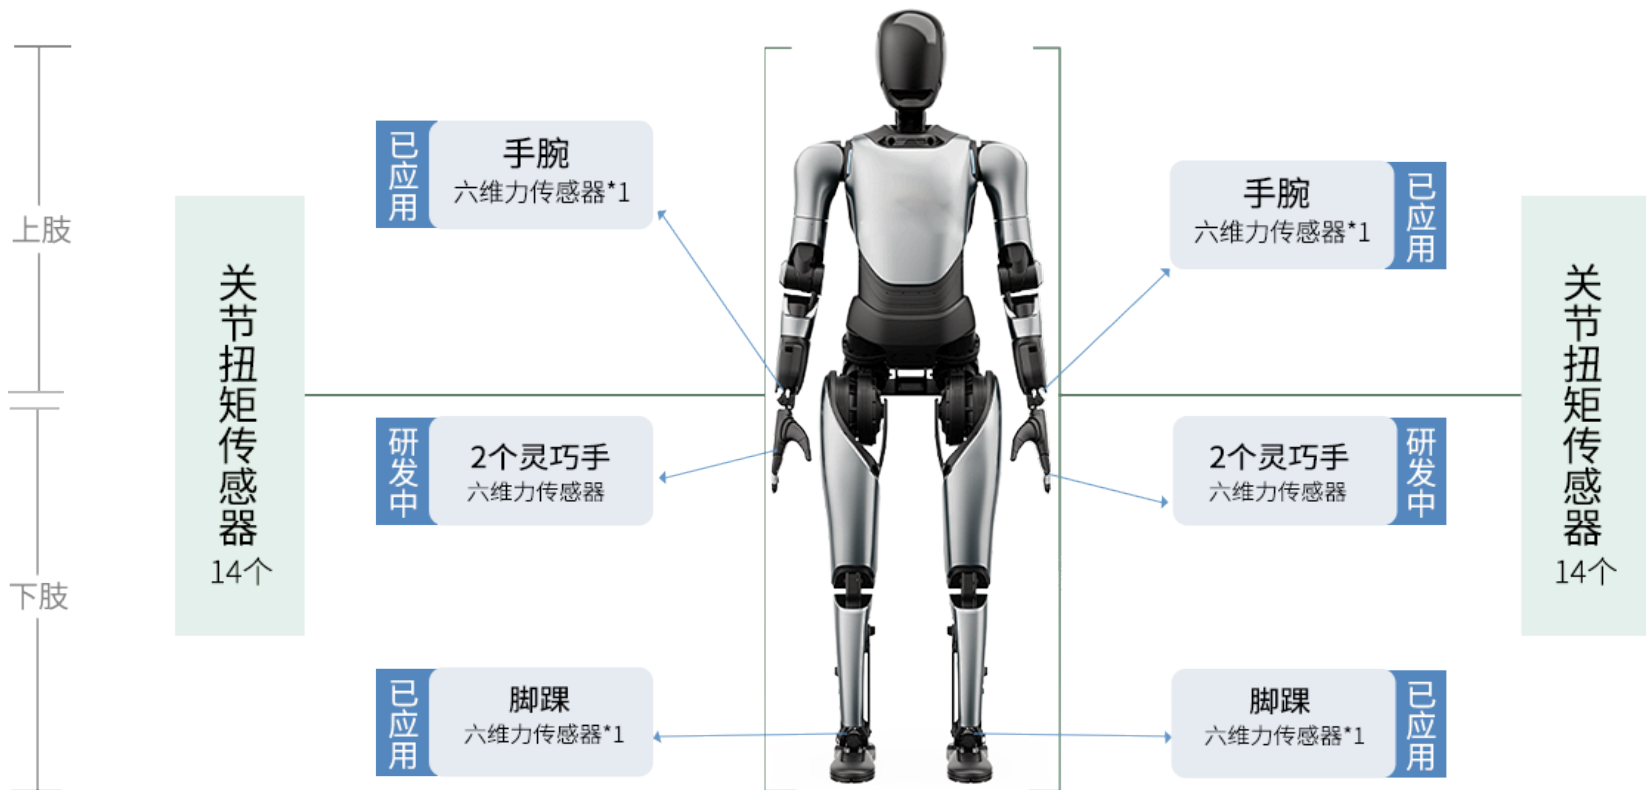 上肢
下肢
关节扭矩传感器
14个
已应用
手腕
六维力传感器*1
研发中
2个灵巧手
六维力传感器
已应用
脚踝
六维力传感器*1
手腕
六维力传感器*1
已应用
2个灵巧手
六维力传感器
研发中
脚踝
六维力传感器*1
已应用
关节扭矩传感器
14个